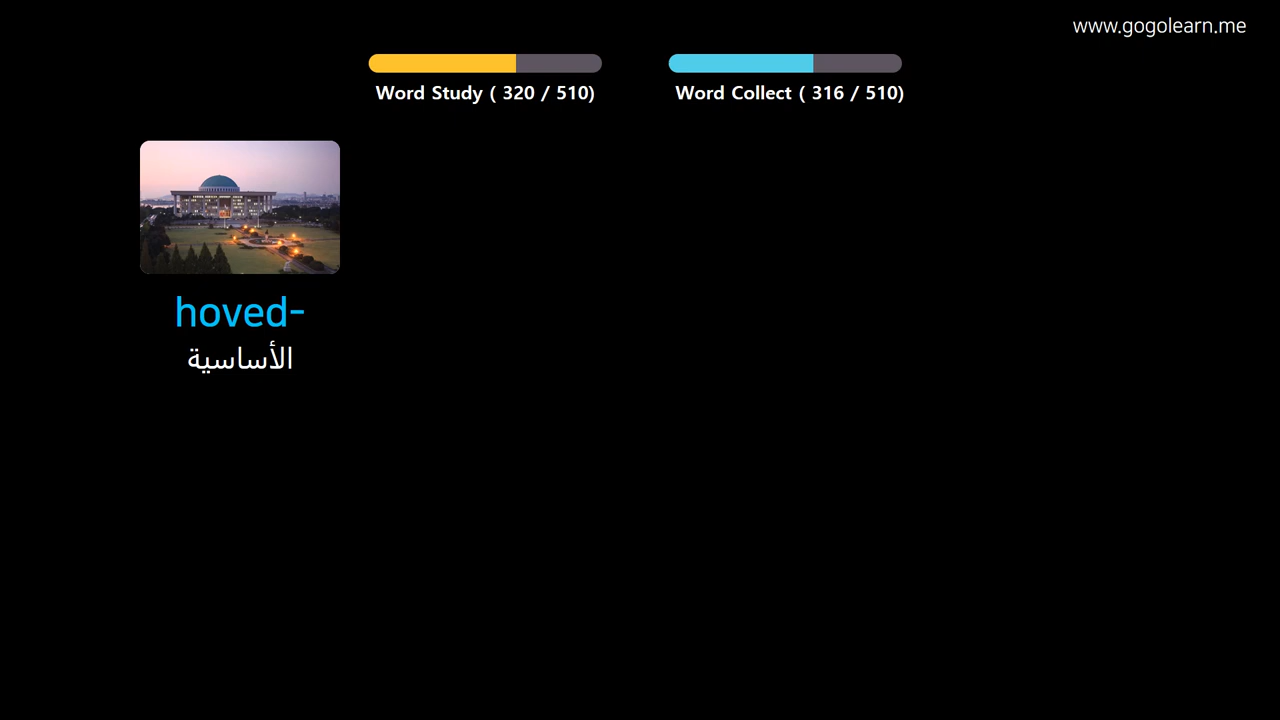 www.gogolearn.me
Word Study ( 320 / 510)
Word Collect ( 316 / 510)
hoved-
الأساسية